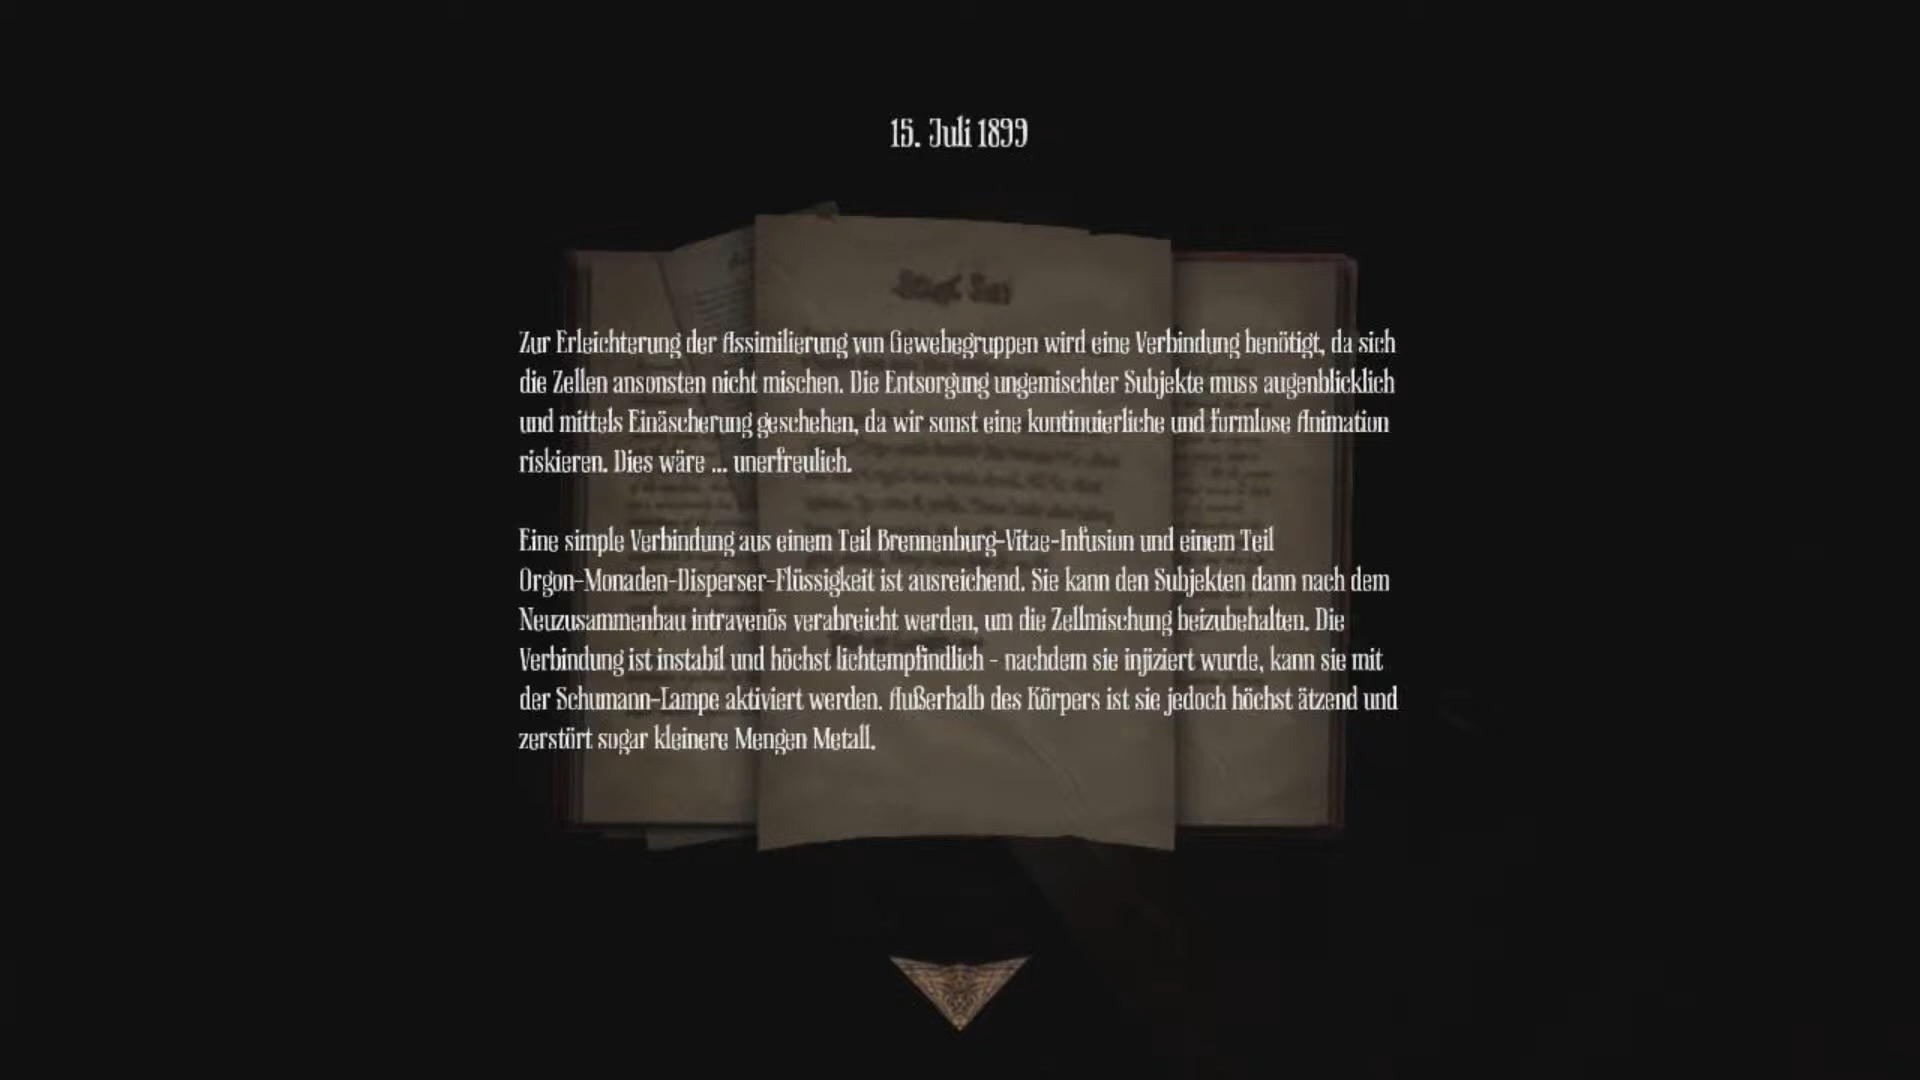 15. Juli 1899
Zur Erleichterung der Assimilierung von Gewebegruppen wird eine Verbindung benötigt, da sich
die Zellen ansonsten nicht mischen. Die Entsorgung ungemischter Subjekte muss augenblicklich
und mittels Einäscherung geschehen, da wir sonst eine kontinuierliche und formlose Animation
riskieren. Dies wäre ... unerfreulich.
Eine simple Verbindung aus einem Teil Brennenburg-Vitae-Infusion und einem Teil
Orgon-Monaden-Disperser-Flüssigkeit ist ausreichend. Sie kann den Subjekten dann nach dem
Neuzusammenbau intravenös verabreicht werden, um die Zellmischung beizubehalten. Die
Verbindung ist instabil und höchst lichtempfindlich - nachdem sie injiziert wurde, kann sie mit
der Schumann-Lampe aktiviert werden. Außerhalb des Körpers ist sie jedoch höchst ätzend und
zerstört sogar kleinere Mengen Metall.